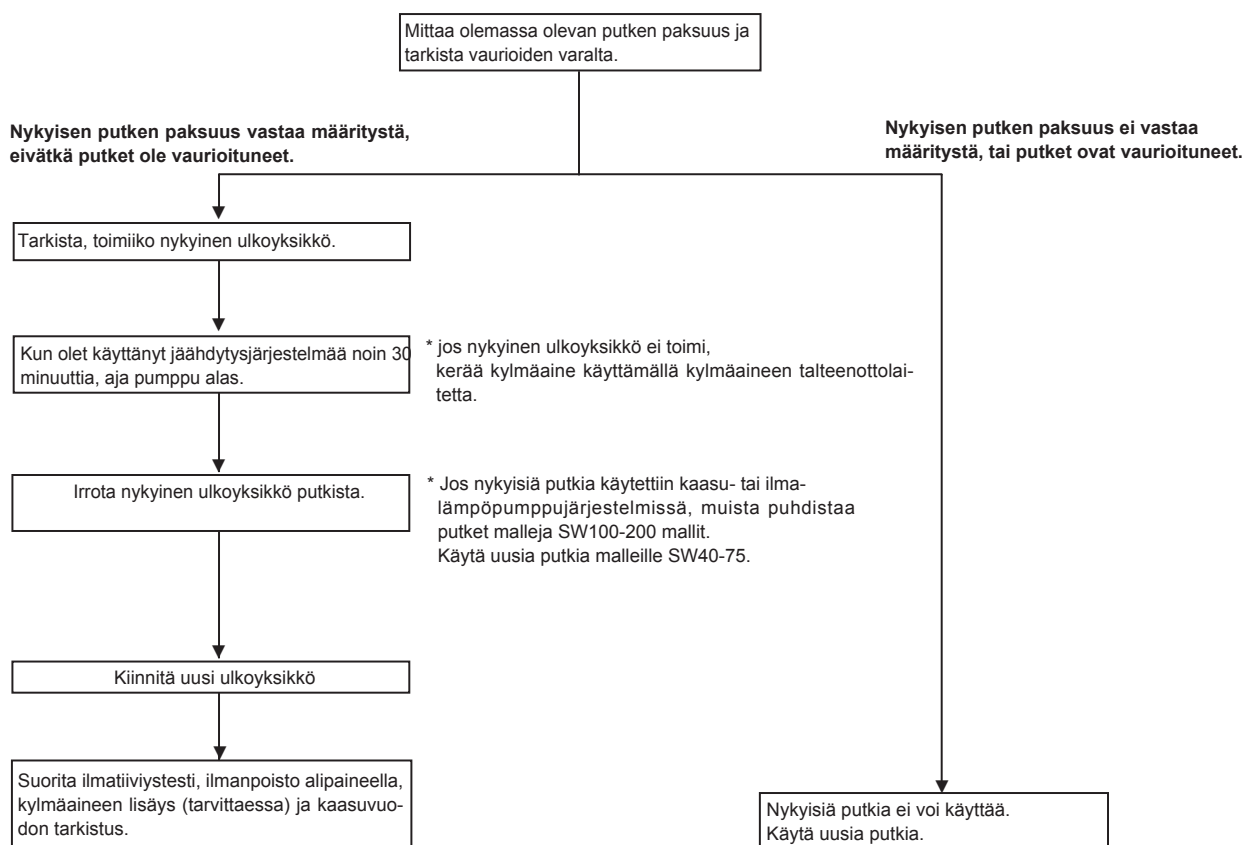 Mittaa olemassa olevan putken paksuus ja
tarkista vaurioiden varalta.
Nykyisen putken paksuus vastaa määritystä,
eivätkä putket ole vaurioituneet.
Nykyisen putken paksuus ei vastaa
määritystä, tai putket ovat vaurioituneet.
Tarkista, toimiiko nykyinen ulkoyksikkö.
Kun olet käyttänyt jäähdytysjärjestelmää noin 30
minuuttia, aja pumppu alas.
* jos nykyinen ulkoyksikkö ei toimi,
kerää kylmäaine käyttämällä kylmäaineen talteenottolai-
tetta.
Irrota nykyinen ulkoyksikkö putkista.
* Jos nykyisiä putkia käytettiin kaasu- tai ilma-
lämpöpumppujärjestelmissä, muista puhdistaa
putket malleja SW100-200 mallit.
Käytä uusia putkia malleille SW40-75.
Kiinnitä uusi ulkoyksikkö
Suorita ilmatiiviystesti, ilmanpoisto alipaineella,
kylmäaineen lisäys (tarvittaessa) ja kaasuvuo-
don tarkistus.
Nykyisiä putkia ei voi käyttää.
Käytä uusia putkia.